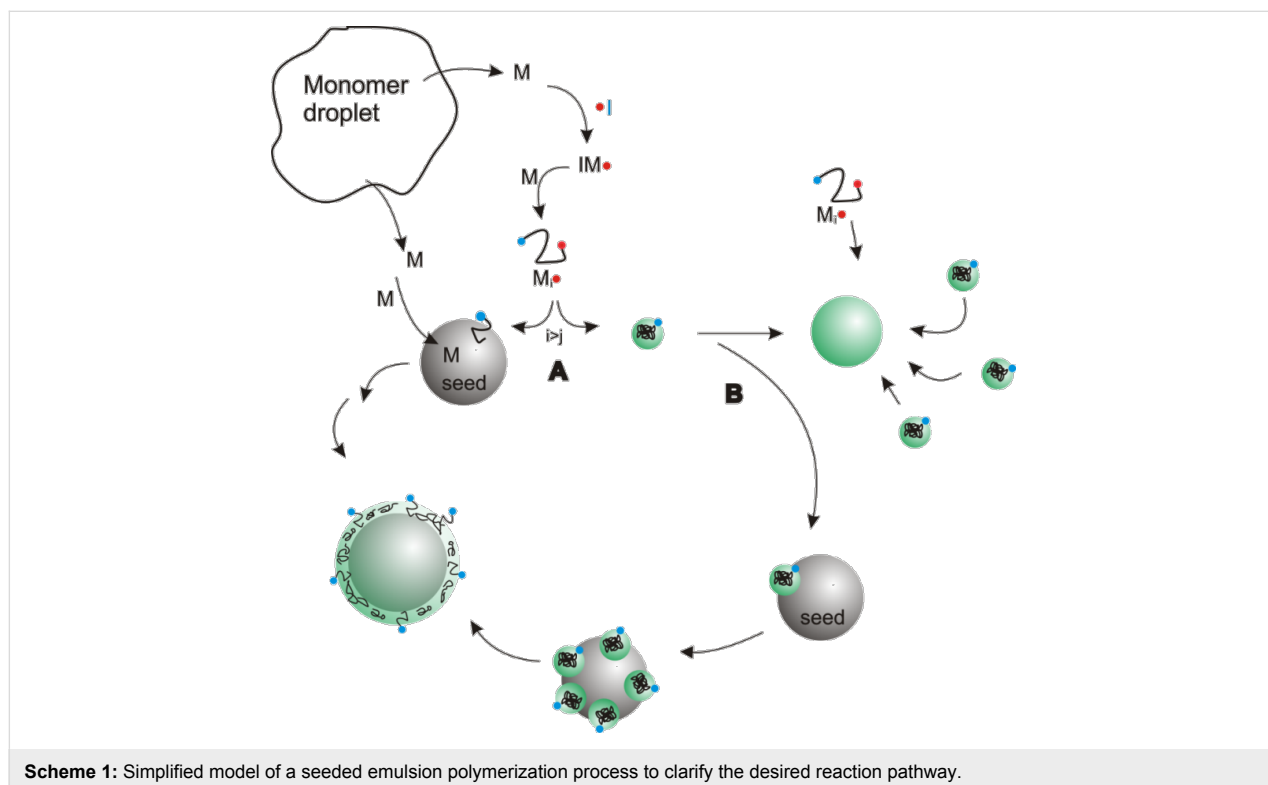 Monomer
droplet
M
•I
IM•
M
Mᵢ•
Mᵢ•
M
M
M
seed
i>j
A
B
seed
Scheme 1: Simplified model of a seeded emulsion polymerization process to clarify the desired reaction pathway.